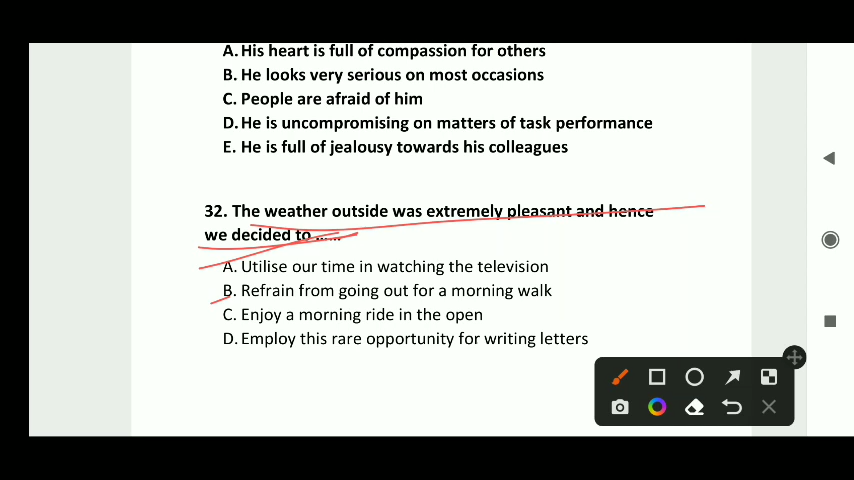 A. His heart is full of compassion for others
B. He looks very serious on most occasions
C. People are afraid of him
D. He is uncompromising on matters of task performance
E. He is full of jealousy towards his colleagues
32. The weather outside was extremely pleasant and hence
we decided to ......
A. Utilise our time in watching the television
B. Refrain from going out for a morning walk
C. Enjoy a morning ride in the open
D. Employ this rare opportunity for writing letters